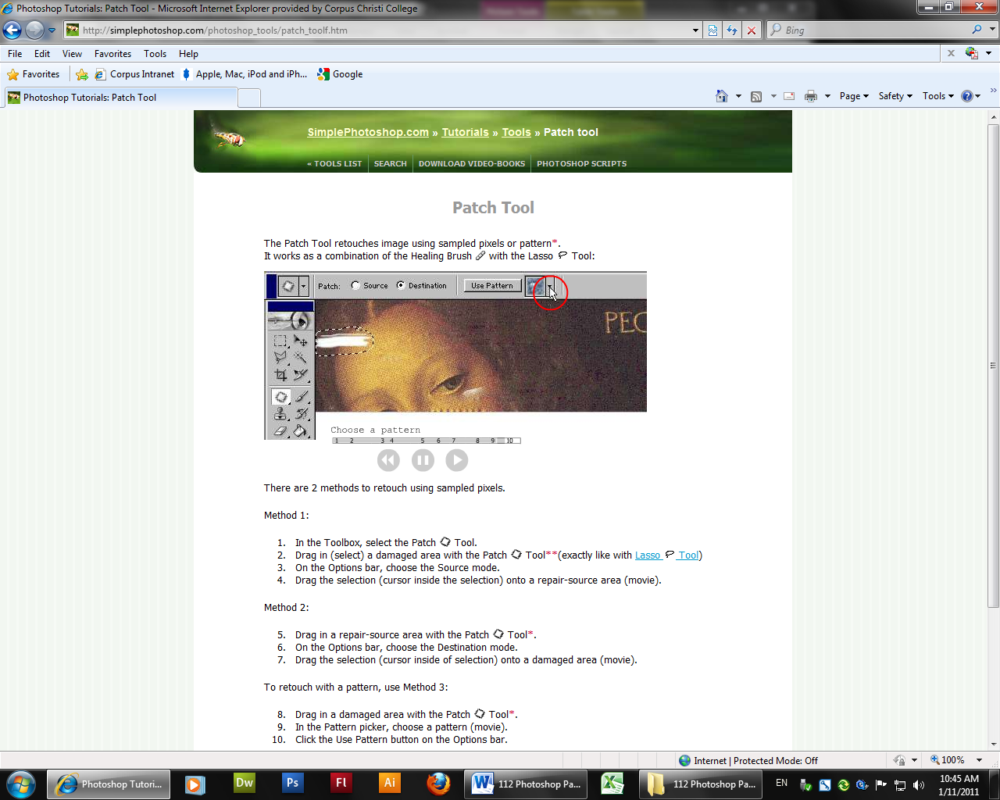 Photoshop Tutorials: Patch Tool - Microsoft Internet Explorer provided by Corpus Christi College
http://simplephotoshop.com/photoshop_tools/patch_toolf.htm
Bing
File Edit View Favorites Tools Help
Favorites Corpus Intranet Apple, Mac, iPod and iPh... Google
Photoshop Tutorials: Patch Tool
Page Safety Tools
SimplePhotoshop.com » Tutorials » Tools » Patch tool
« TOOLS LIST SEARCH DOWNLOAD VIDEO-BOOKS PHOTOSHOP SCRIPTS
Patch Tool
The Patch Tool retouches image using sampled pixels or pattern*.
It works as a combination of the Healing Brush with the Lasso Tool:
Patch: Source Destination Use Pattern
PEC
Choose a pattern
1 2 3 4 5 6 7 8 9 10
There are 2 methods to retouch using sampled pixels.
Method 1:
1. In the Toolbox, select the Patch Tool.
2. Drag in (select) a damaged area with the Patch Tool**(exactly like with Lasso Tool)
3. On the Options bar, choose the Source mode.
4. Drag the selection (cursor inside the selection) onto a repair-source area (movie).
Method 2:
5. Drag in a repair-source area with the Patch Tool*.
6. On the Options bar, choose the Destination mode.
7. Drag the selection (cursor inside of selection) onto a damaged area (movie).
To retouch with a pattern, use Method 3:
8. Drag in a damaged area with the Patch Tool*.
9. In the Pattern picker, choose a pattern (movie).
10. Click the Use Pattern button on the Options bar.
Internet | Protected Mode: Off 100%
Photoshop Tutori... Dw Ps Fl Ai 112 Photoshop Pa... 112 Photoshop Pa... EN 10:45 AM
1/11/2011